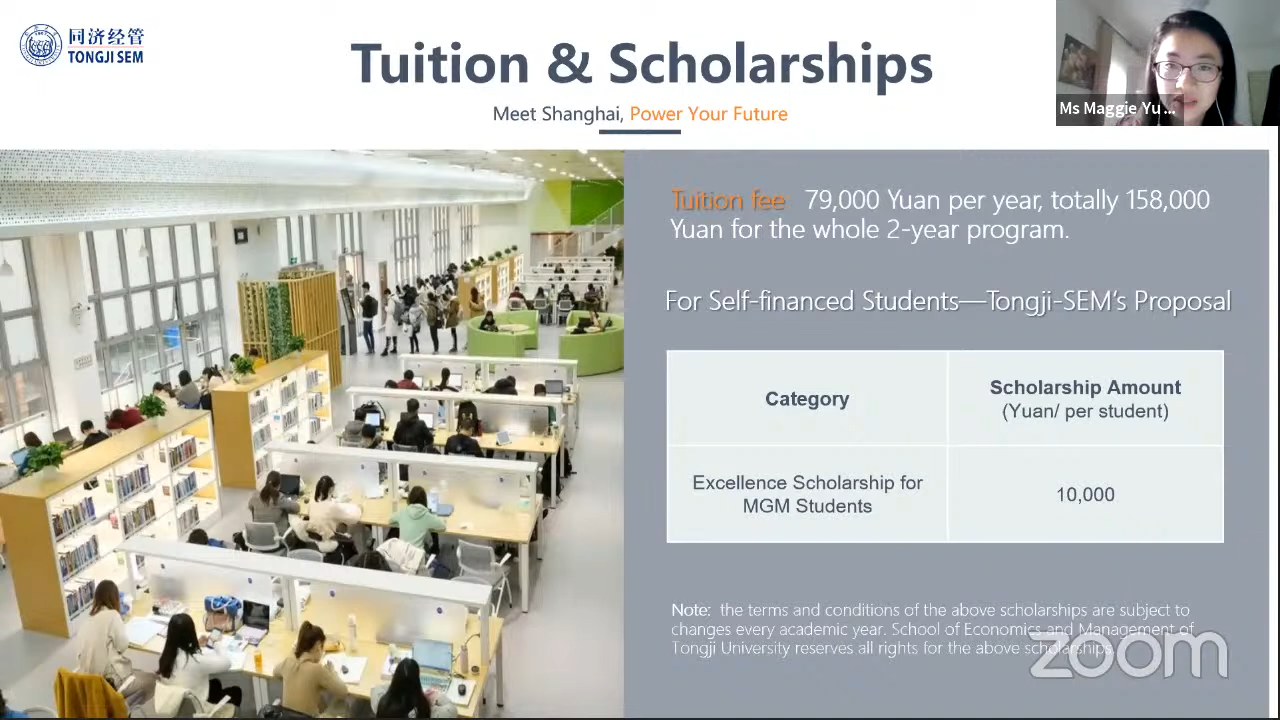 同济经管
TONGJI SEM
Tuition & Scholarships
Meet Shanghai, Power Your Future
Ms Maggie Yu ...
Tuition fee 79,000 Yuan per year, totally 158,000
Yuan for the whole 2-year program.
For Self-financed Students—Tongji-SEM's Proposal
Category
Scholarship Amount
(Yuan/ per student)
Excellence Scholarship for
MGM Students
10,000
Note: the terms and conditions of the above scholarships are subject to
changes every academic year. School of Economics and Management of
Tongji University reserves all rights for the above scholarships.
zoom